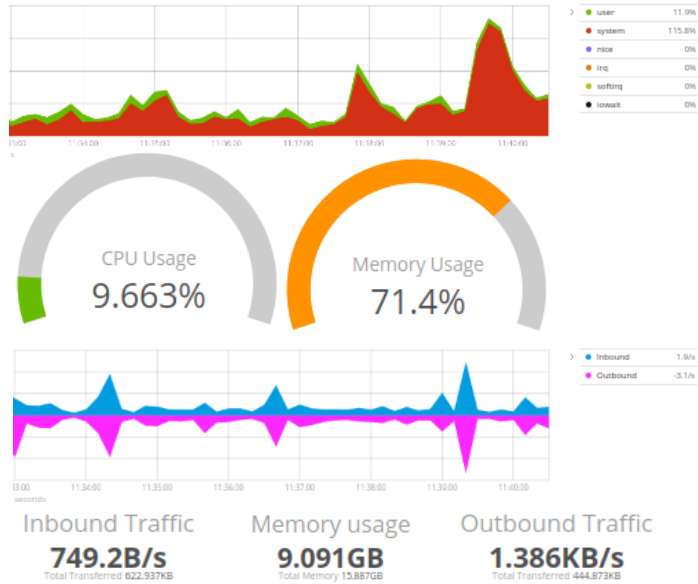 user 11.9%
system 115.8%
nice 0%
irq 0%
softirq 0%
iowait 0%
11:34:00 11:35:00 11:36:00 11:37:00 11:38:00 11:39:00 11:40:00
CPU Usage
9.663%
Memory Usage
71.4%
Inbound 1.9/s
Outbound -3.1/s
3:00 11:34:00 11:35:00 11:36:00 11:37:00 11:38:00 11:39:00 11:40:00
seconds
Inbound Traffic Memory usage Outbound Traffic
749.2B/s 9.091GB 1.386KB/s
Total Transferred 622.937KB Total Memory 15.887GB Total Transferred 444.873KB